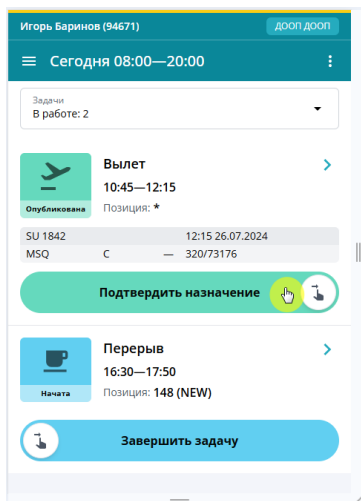 Игорь Баринов (94671)
ДООП ДООП
Сегодня 08:00—20:00
Задачи
В работе: 2
Вылет
10:45—12:15
Опубликована
Позиция: *
SU 1842 12:15 26.07.2024
MSQ C — 320/73176
Подтвердить назначение
Перерыв
16:30—17:50
Начата
Позиция: 148 (NEW)
Завершить задачу